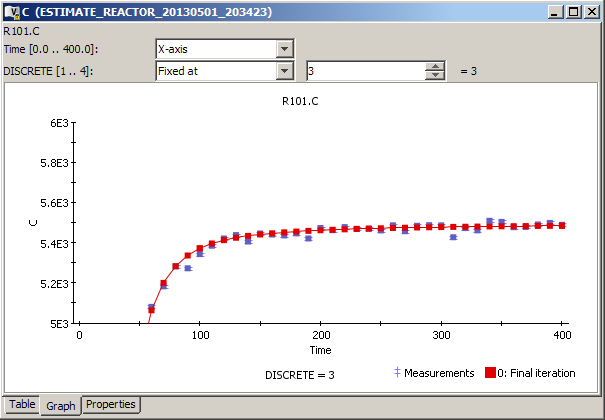 C (ESTIMATE_REACTOR_20130501_203423)
R101.C
Time [0.0 .. 400.0]: X-axis
DISCRETE [1 .. 4]: Fixed at 3 = 3
R101.C
6E3
5.8E3
5.6E3
C
5.4E3
5.2E3
5E3
0 100 200 300 400
Time
DISCRETE = 3 Measurements 0: Final iteration
Table Graph Properties